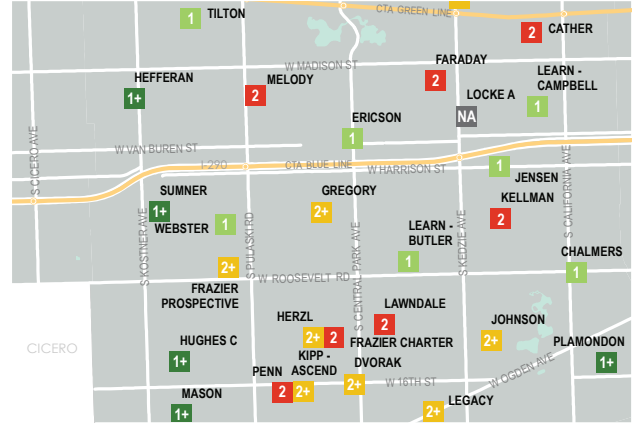 CTA GREEN LINE
1
TILTON
2
CATHER
W MADISON ST
HEFFERAN
1+
MELODY
2
FARADAY
2
LEARN -
CAMPBELL
1
LOCKE A
NA
ERICSON
1
S CICERO AVE
W VAN BUREN ST
I-290
CTA BLUE LINE
W HARRISON ST
1
JENSEN
S CALIFORNIA AVE
SUMNER
1+
GREGORY
2+
KELLMAN
2
WEBSTER
1
LEARN -
BUTLER
1
S KOSTNER AVE
S PULASKI RD
S CENTRAL PARK AVE
S KEDZIE AVE
CHALMERS
1
2+
FRAZIER
PROSPECTIVE
W ROOSEVELT RD
HERZL
2+
2
LAWNDALE
2
FRAZIER CHARTER
JOHNSON
2+
CICERO
HUGHES C
1+
KIPP -
ASCEND
2+
DVORAK
2+
PLAMONDON
1+
PENN
2
W 16TH ST
W OGDEN AVE
MASON
1+
2+
LEGACY